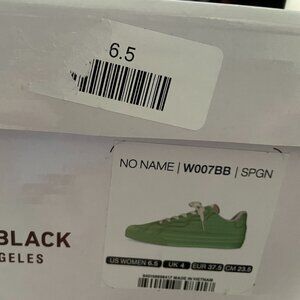 6.5
NO NAME | W007BB | SPGN
BLACK
GELES
US WOMEN 6.5 UK 4 EUR 37.5 CM 23.5
MADE IN VIETNAM